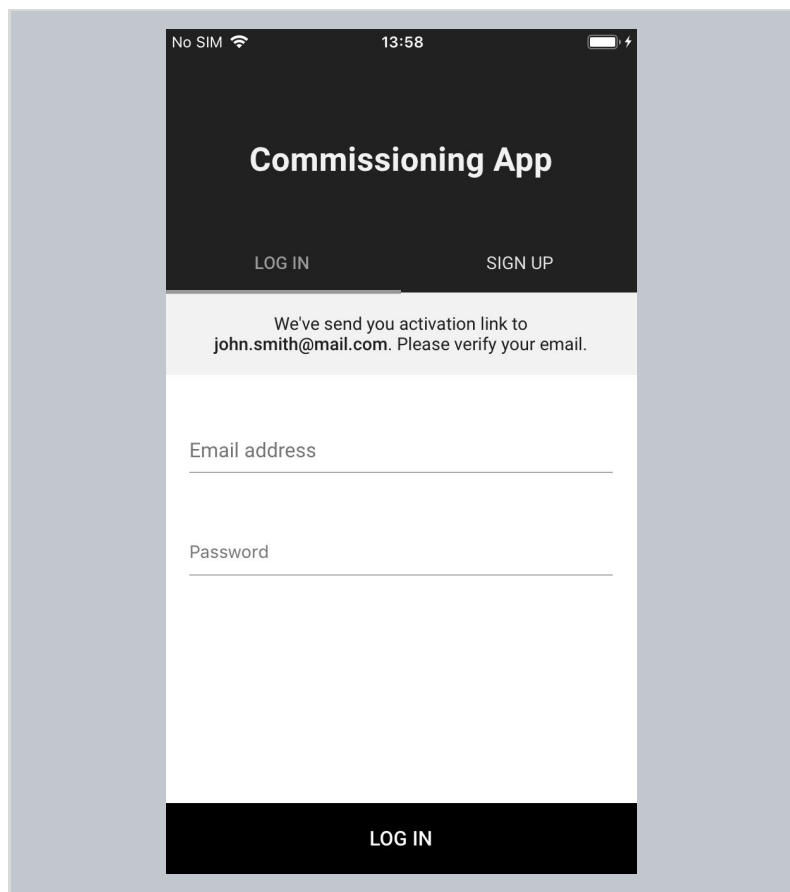 No SIM 13:58
Commissioning App
LOG IN SIGN UP
We've send you activation link to
john.smith@mail.com. Please verify your email.
Email address
Password
LOG IN